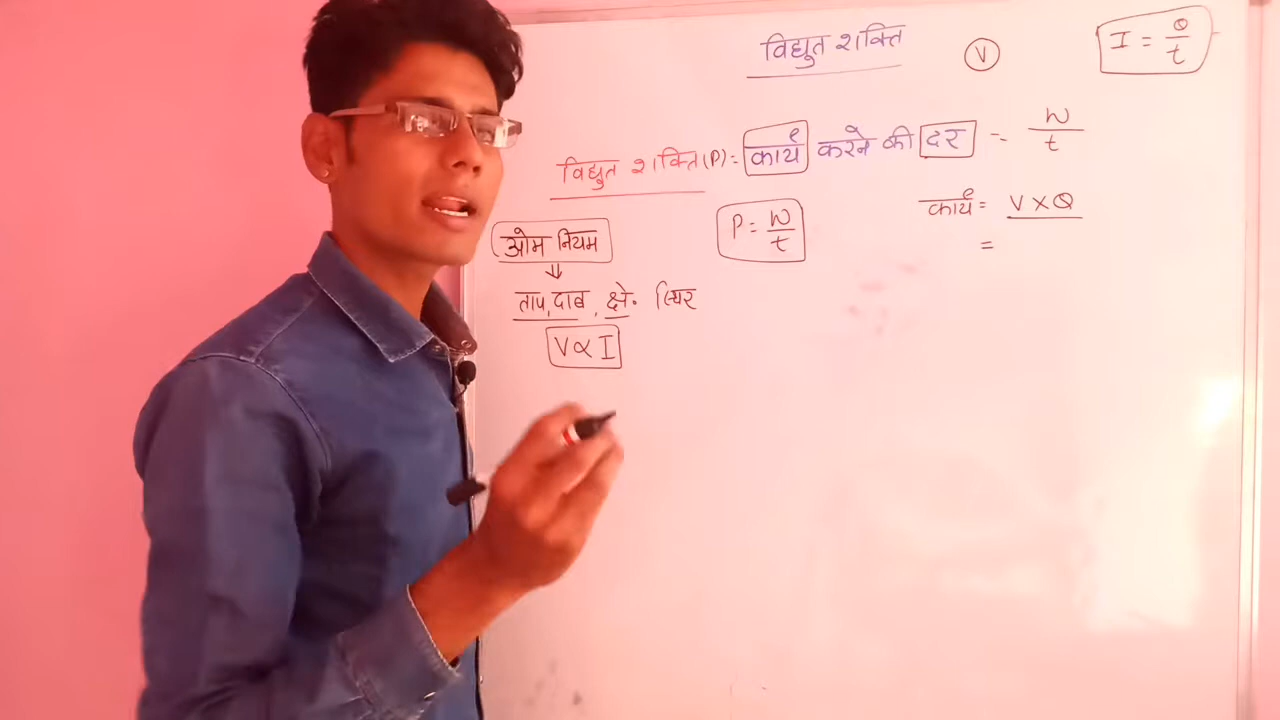 विद्युत शक्ति
V
I = Q/t
विद्युत शक्ति (P) = कार्य करने की दर = W/t
P = W/t
कार्य = V × Q
=
ओम नियम
⇓
ताप, दाब, क्षे. स्थिर
V ∝ I